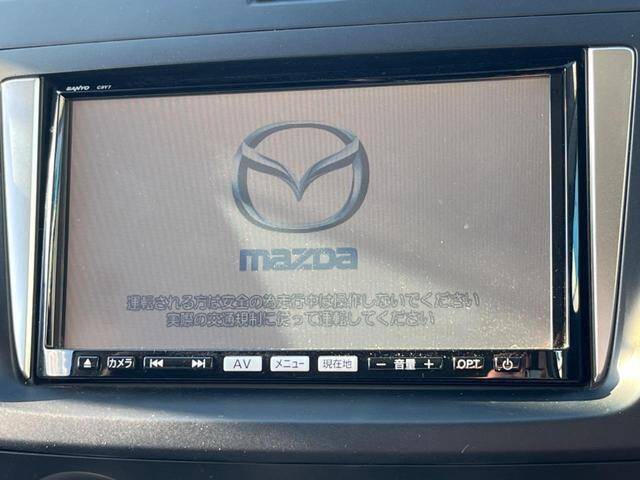 SANYO C9Y7
mazda
運転される方は安全の為走行中は操作しないでください
実際の交通規制に従って運転してください
カメラ AV メニュー 現在地 − 音量 + OPT